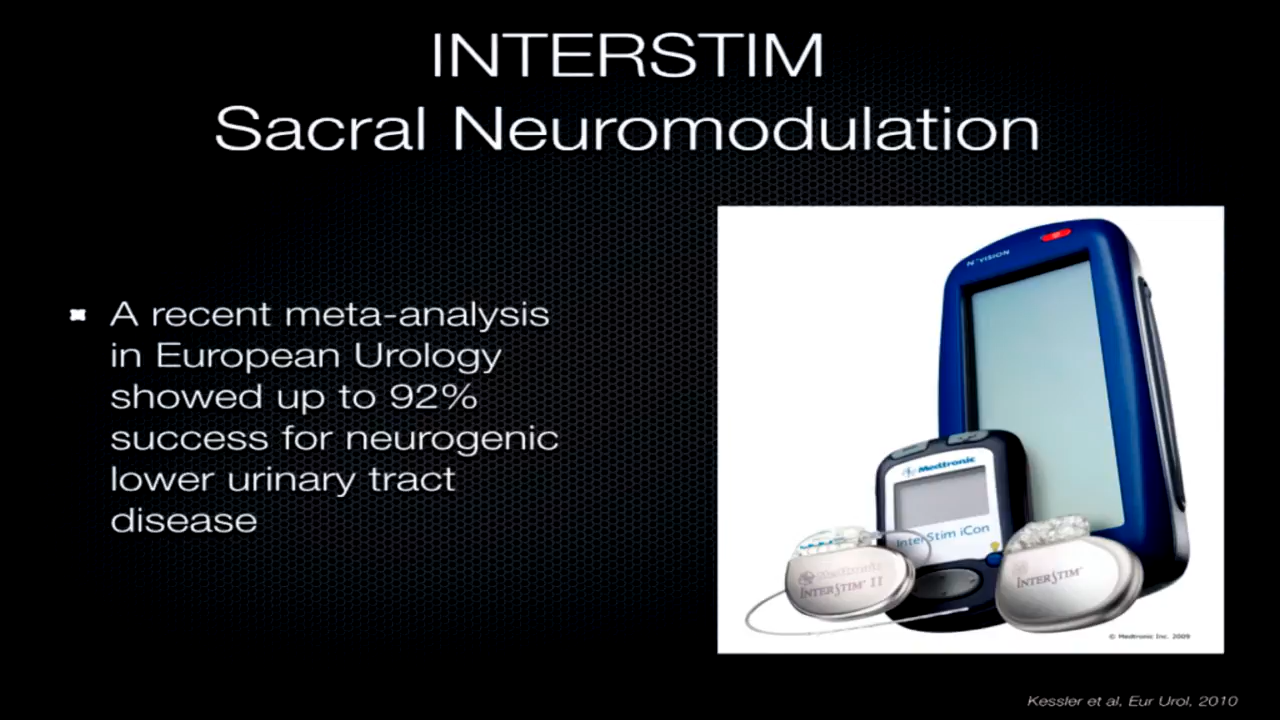 INTERSTIM
Sacral Neuromodulation
A recent meta-analysis
in European Urology
showed up to 92%
success for neurogenic
lower urinary tract
disease
N'VISION
Medtronic
InterStim iCon
Medtronic
INTERSTIM II
INTERSTIM
© Medtronic Inc. 2009
Kessler et al, Eur Urol, 2010